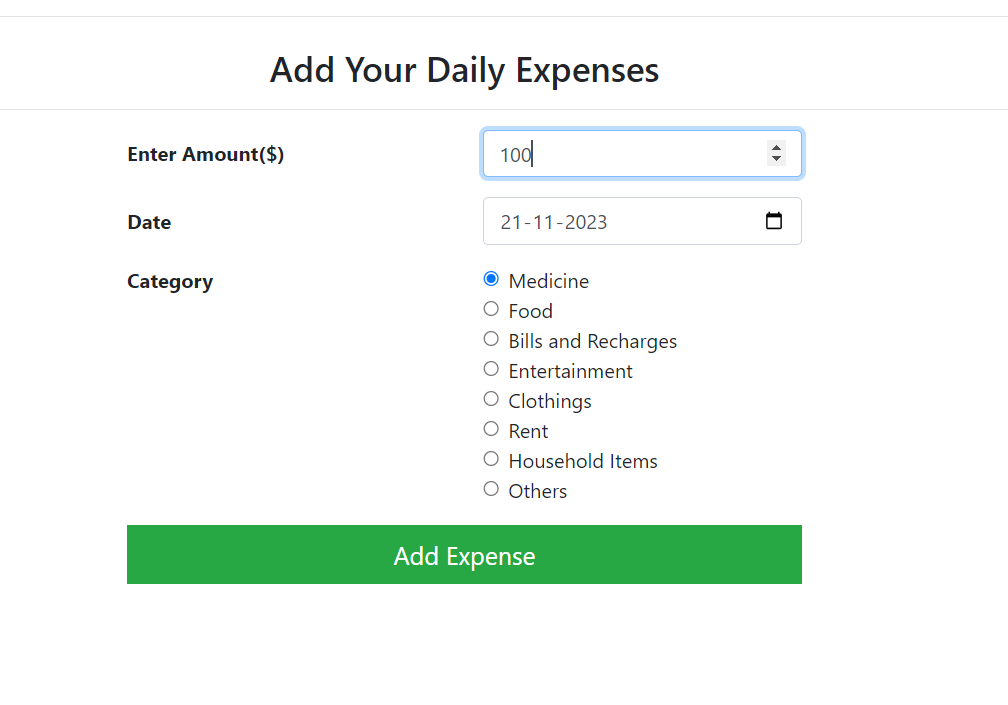 Add Your Daily Expenses
Enter Amount($) 100
Date 21-11-2023
Category Medicine
Food
Bills and Recharges
Entertainment
Clothings
Rent
Household Items
Others
Add Expense